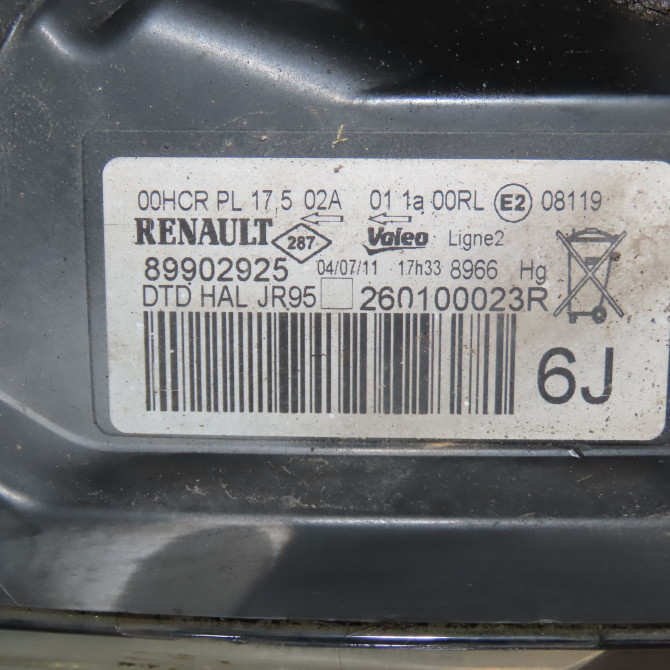 00HCR PL 17,5 02A 01 1a 00RL E2 08119
RENAULT 287 Valeo Ligne2
89902925 04/07/11 17h33 8966 Hg
DTD HAL JR95 260100023R
6J